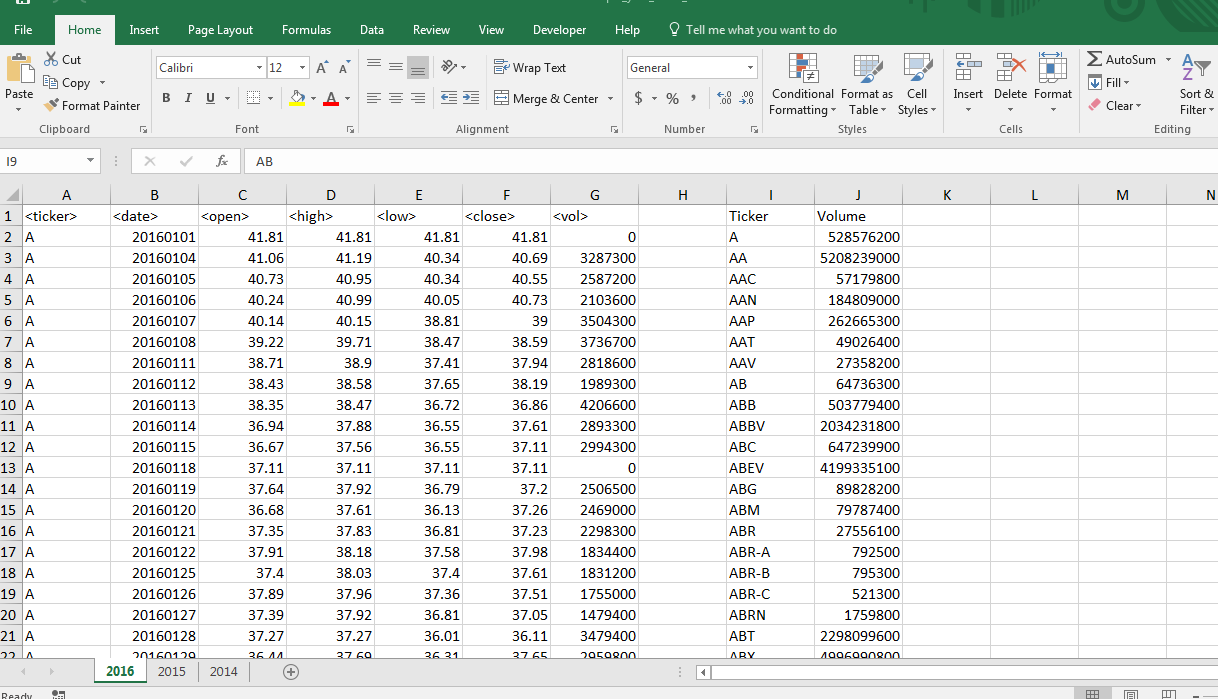 File Home Insert Page Layout Formulas Data Review View Developer Help Tell me what you want to do
Paste Cut Copy Format Painter Clipboard
Calibri 12 A A B I U A Font
Wrap Text Merge & Center Alignment
General $ % , .00 Number
Conditional Formatting Format as Table Cell Styles Styles
Insert Delete Format Cells
AutoSum Fill Clear Sort & Filter Editing
I9 fx AB
A B C D E F G H I J K L M N
1 <ticker> <date> <open> <high> <low> <close> <vol> Ticker Volume
2 A 20160101 41.81 41.81 41.81 41.81 0 A 528576200
3 A 20160104 41.06 41.19 40.34 40.69 3287300 AA 5208239000
4 A 20160105 40.73 40.95 40.34 40.55 2587200 AAC 57179800
5 A 20160106 40.24 40.99 40.05 40.73 2103600 AAN 184809000
6 A 20160107 40.14 40.15 38.81 39 3504300 AAP 262665300
7 A 20160108 39.22 39.71 38.47 38.59 3736700 AAT 49026400
8 A 20160111 38.71 38.9 37.41 37.94 2818600 AAV 27358200
9 A 20160112 38.43 38.58 37.65 38.19 1989300 AB 64736300
10 A 20160113 38.35 38.47 36.72 36.86 4206600 ABB 503779400
11 A 20160114 36.94 37.88 36.55 37.61 2893300 ABBV 2034231800
12 A 20160115 36.67 37.56 36.55 37.11 2994300 ABC 647239900
13 A 20160118 37.11 37.11 37.11 37.11 0 ABEV 4199335100
14 A 20160119 37.64 37.92 36.79 37.2 2506500 ABG 89828200
15 A 20160120 36.68 37.61 36.13 37.26 2469000 ABM 79787400
16 A 20160121 37.35 37.83 36.81 37.23 2298300 ABR 27556100
17 A 20160122 37.91 38.18 37.58 37.98 1834400 ABR-A 792500
18 A 20160125 37.4 38.03 37.4 37.61 1831200 ABR-B 795300
19 A 20160126 37.89 37.96 37.36 37.51 1755000 ABR-C 521300
20 A 20160127 37.39 37.92 36.81 37.05 1479400 ABRN 1759800
21 A 20160128 37.27 37.27 36.01 36.11 3479400 ABT 2298099600
22 A 20160129 36.44 37.69 36.31 37.65 2959800 ABX 4996990800
2016 2015 2014
Ready